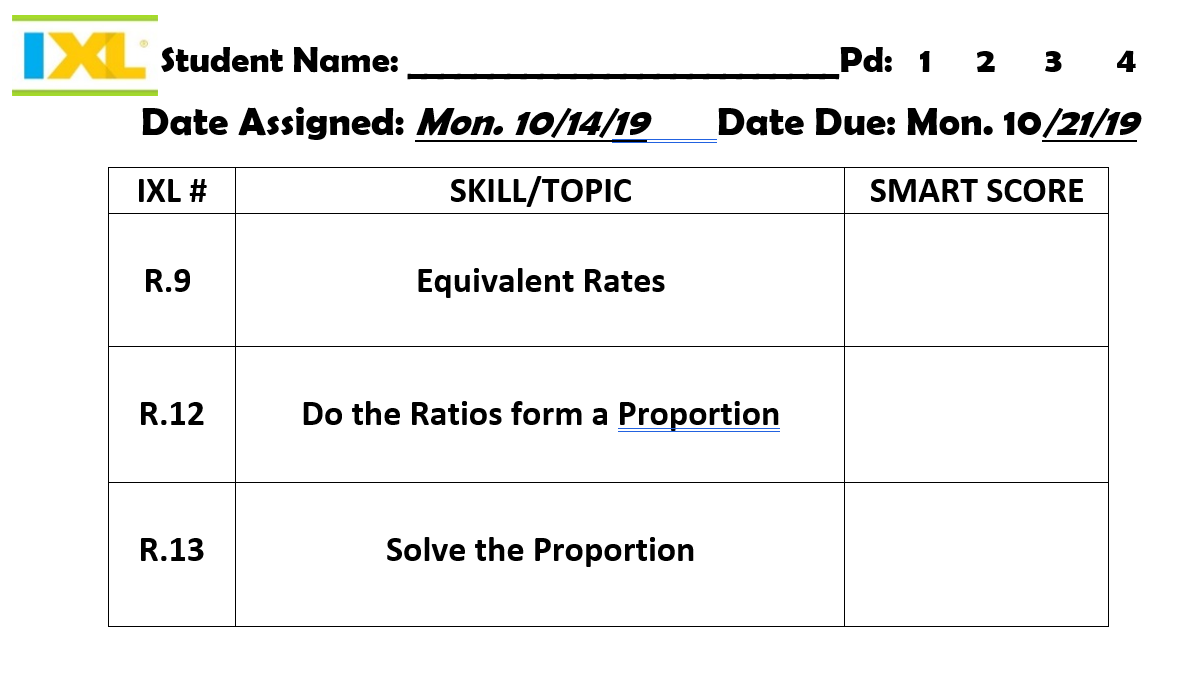 IXL® Student Name: __________________________Pd: 1 2 3 4
Date Assigned: Mon. 10/14/19 Date Due: Mon. 10/21/19
IXL # SKILL/TOPIC SMART SCORE
R.9 Equivalent Rates
R.12 Do the Ratios form a Proportion
R.13 Solve the Proportion